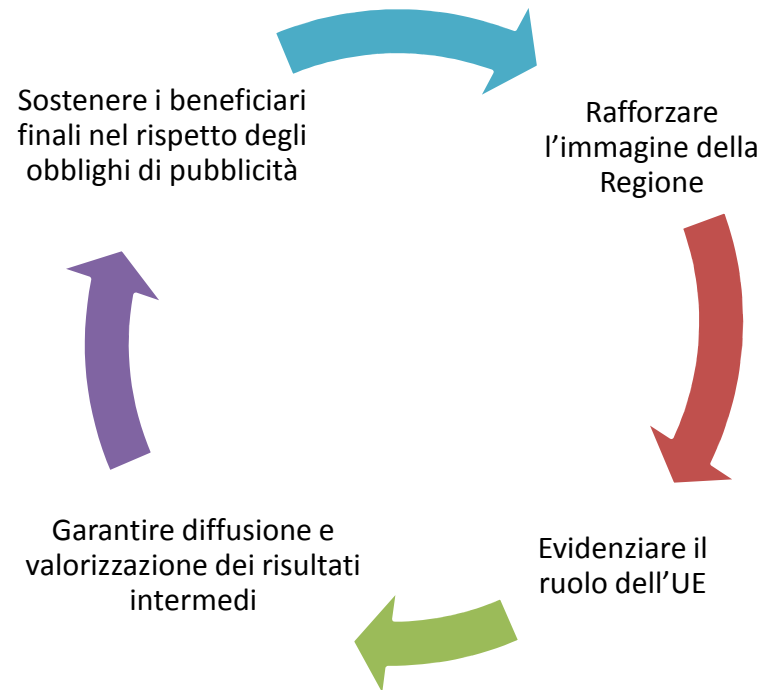 Sostenere i beneficiari
finali nel rispetto degli
obblighi di pubblicità
Rafforzare
l’immagine della
Regione
Evidenziare il
ruolo dell’UE
Garantire diffusione e
valorizzazione dei risultati
intermedi